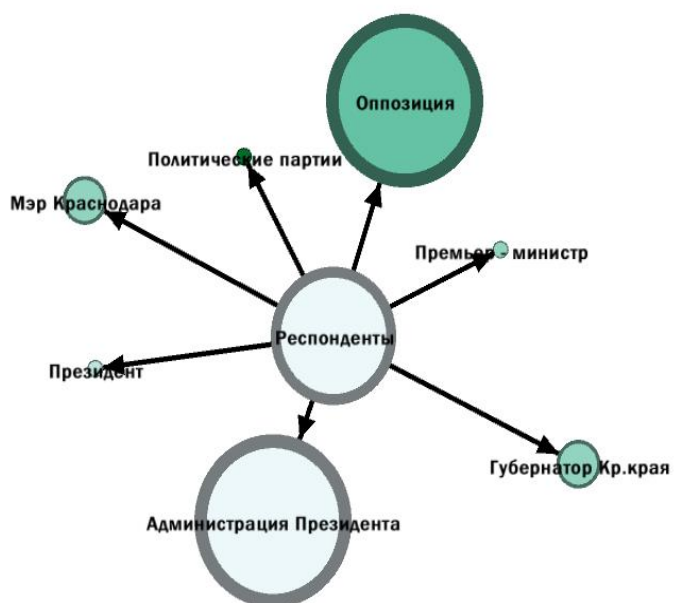 Оппозиция
Политические партии
Мэр Краснодара
Премьер - министр
Респонденты
Президент
Губернатор Кр.края
Администрация Президента